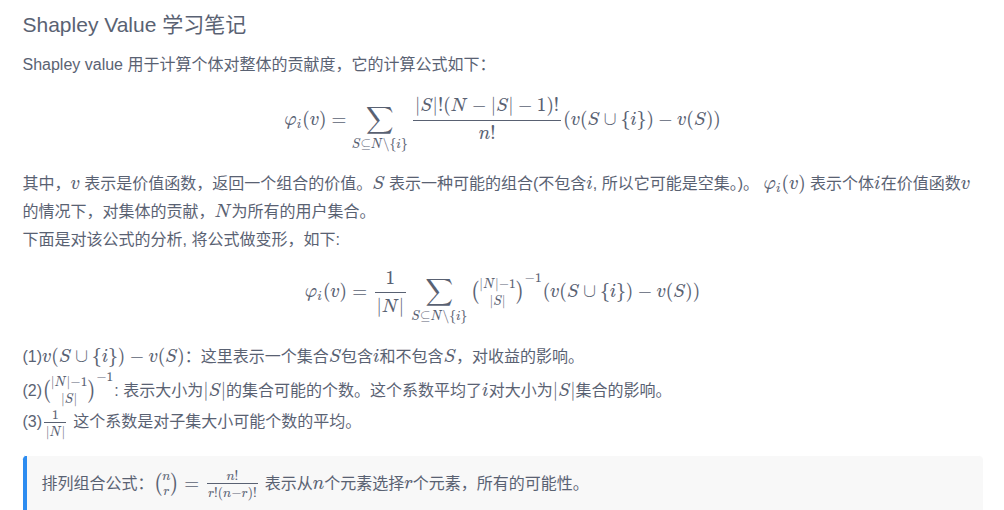 Shapley Value 学习笔记
Shapley value 用于计算个体对整体的贡献度，它的计算公式如下：
$\varphi_i(v) = \sum_{S \subseteq N \setminus \{i\}} \frac{|S|!(N-|S|-1)!}{n!}(v(S \cup \{i\}) - v(S))$
其中，$v$ 表示是价值函数，返回一个组合的价值。$S$ 表示一种可能的组合(不包含$i$, 所以它可能是空集。)。 $\varphi_i(v)$ 表示个体$i$在价值函数$v$
的情况下，对集体的贡献，$N$为所有的用户集合。
下面是对该公式的分析, 将公式做变形，如下:
$\varphi_i(v) = \frac{1}{|N|} \sum_{S \subseteq N \setminus \{i\}} \binom{|N|-1}{|S|}^{-1}(v(S \cup \{i\}) - v(S))$
(1)$v(S \cup \{i\}) - v(S)$：这里表示一个集合$S$包含$i$和不包含$S$，对收益的影响。
(2)$\binom{|N|-1}{|S|}^{-1}$: 表示大小为$|S|$的集合可能的个数。这个系数平均了$i$对大小为$|S|$集合的影响。
(3)$\frac{1}{|N|}$ 这个系数是对子集大小可能个数的平均。
排列组合公式：$\binom{n}{r} = \frac{n!}{r!(n-r)!}$ 表示从$n$个元素选择$r$个元素，所有的可能性。